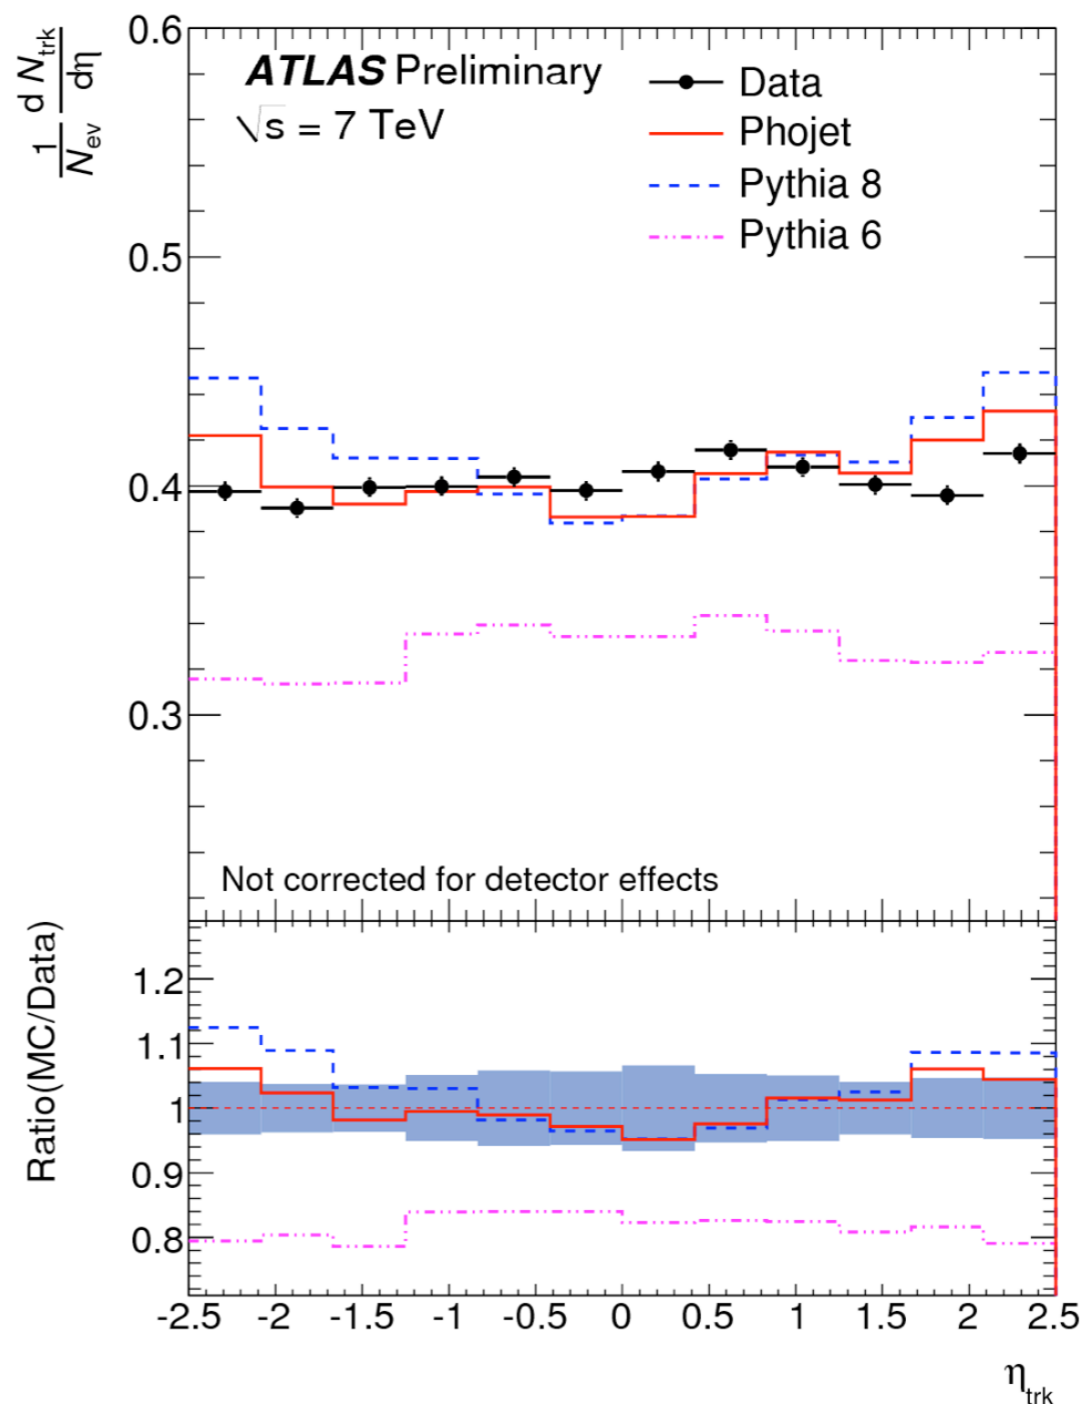 1/N_ev d N_trk/dη
ATLAS Preliminary
√s = 7 TeV
Data
Phojet
Pythia 8
Pythia 6
0.6
0.5
0.4
0.3
Not corrected for detector effects
Ratio(MC/Data)
1.2
1.1
1
0.9
0.8
-2.5 -2 -1.5 -1 -0.5 0 0.5 1 1.5 2 2.5
η_trk